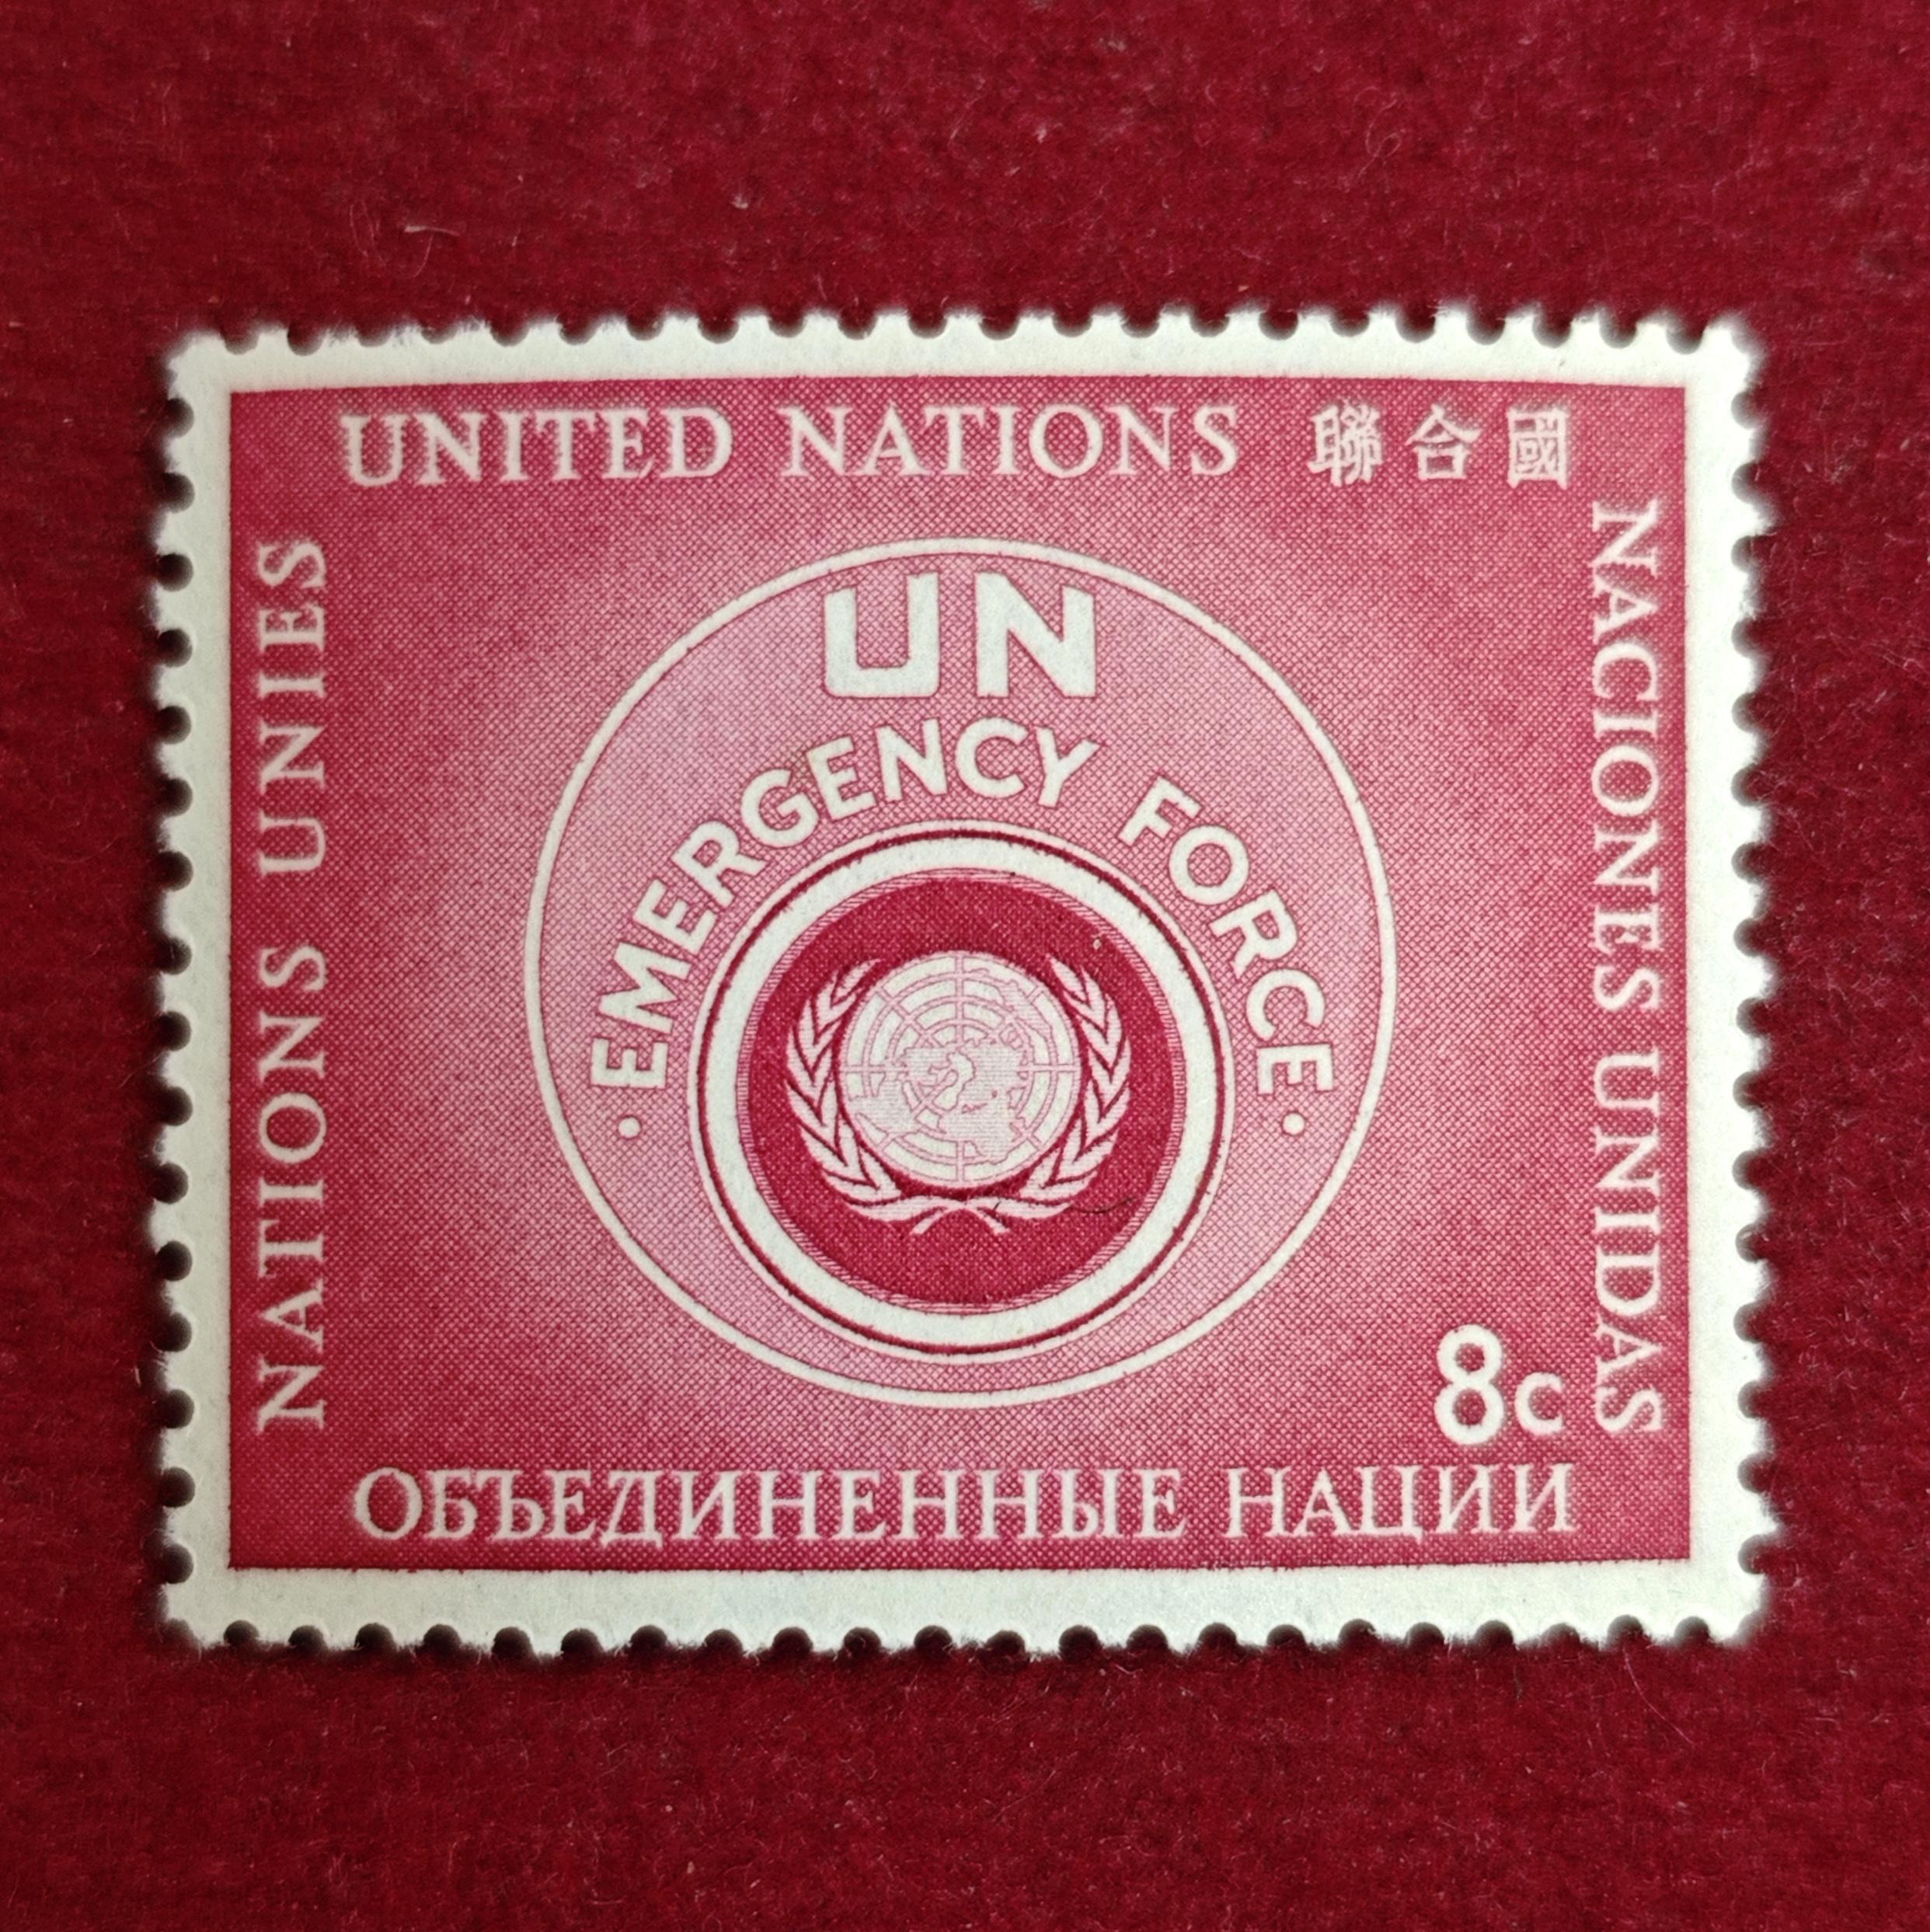 UNITED NATIONS 聯合國
NATIONS UNIES
NACIONES UNIDAS
UN
·EMERGENCY FORCE·
8c
ОБЪЕДИНЕННЫЕ НАЦИИ